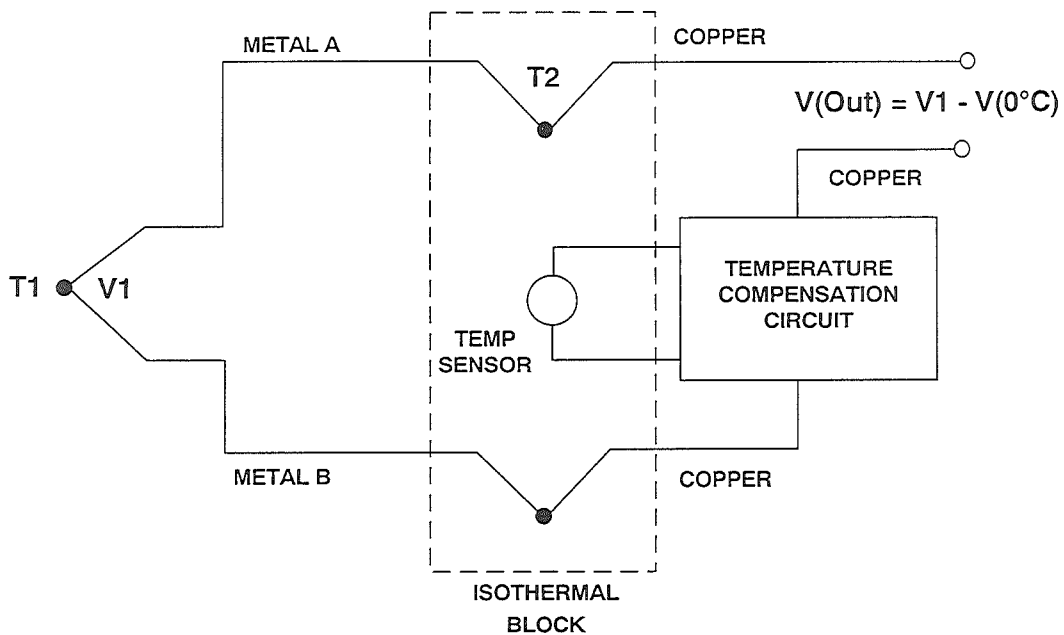 METAL A
COPPER
T2
V(Out) = V1 - V(0°C)
COPPER
T1
V1
TEMPERATURE
COMPENSATION
CIRCUIT
TEMP
SENSOR
METAL B
COPPER
ISOTHERMAL
BLOCK